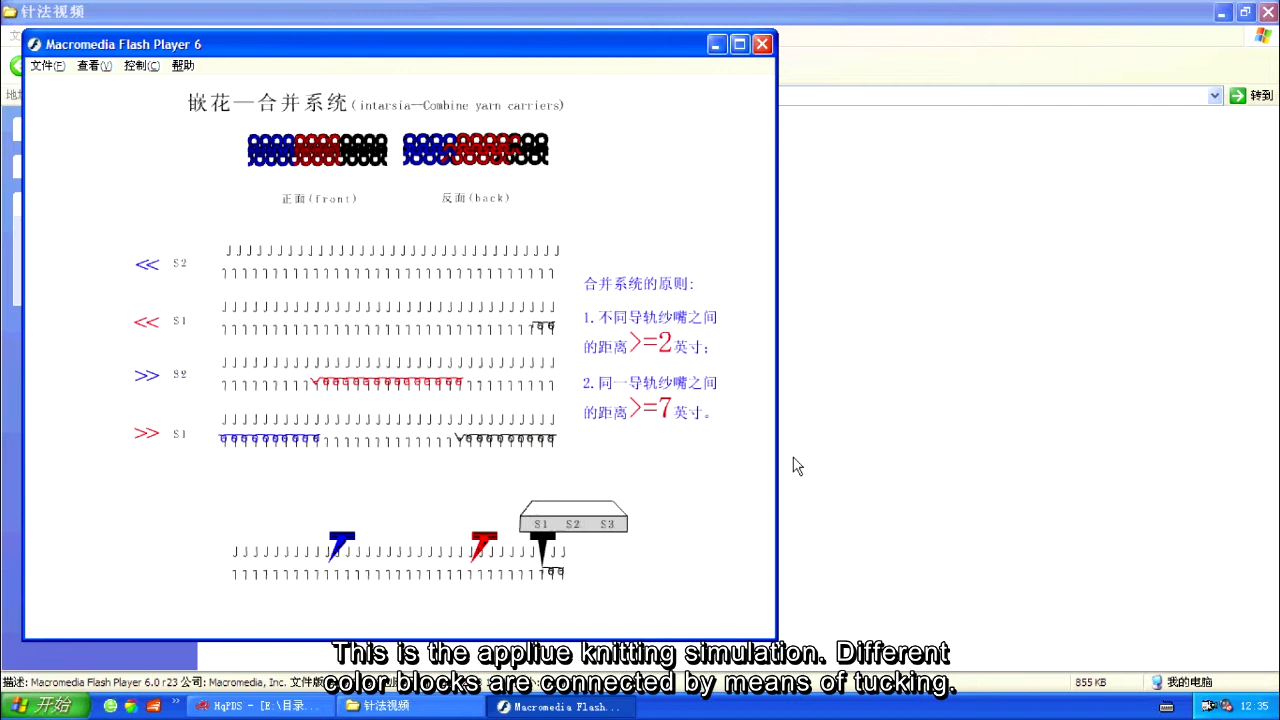 针法视频
Macromedia Flash Player 6
文件(F) 查看(V) 控制(C) 帮助
转到
嵌花—合并系统(intarsia--Combine yarn carriers)
正面(front) 反面(back)
<< S2
<< S1
>> S2
>> S1
合并系统的原则:
1.不同导轨纱嘴之间
的距离>=2英寸;
2.同一导轨纱嘴之间
的距离>=7英寸。
S1 S2 S3
This is the appliue knitting simulation. Different
color blocks are connected by means of tucking.
描述: Macromedia Flash Player 6.0 r23 公司: Macromedia, Inc. 文件版
855 KB 我的电脑
开始 HqPDS - [E:\目录... 针法视频 Macromedia Flash... 12:35